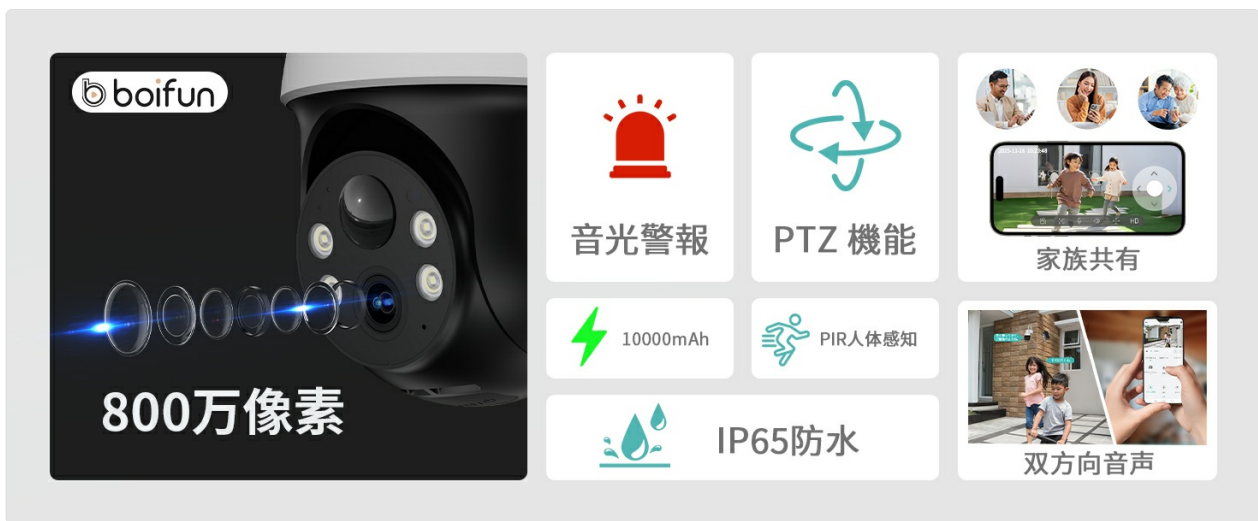 boifun
800万像素
音光警報
PTZ 機能
家族共有
10000mAh
PIR人体感知
IP65防水
双方向音声
HD